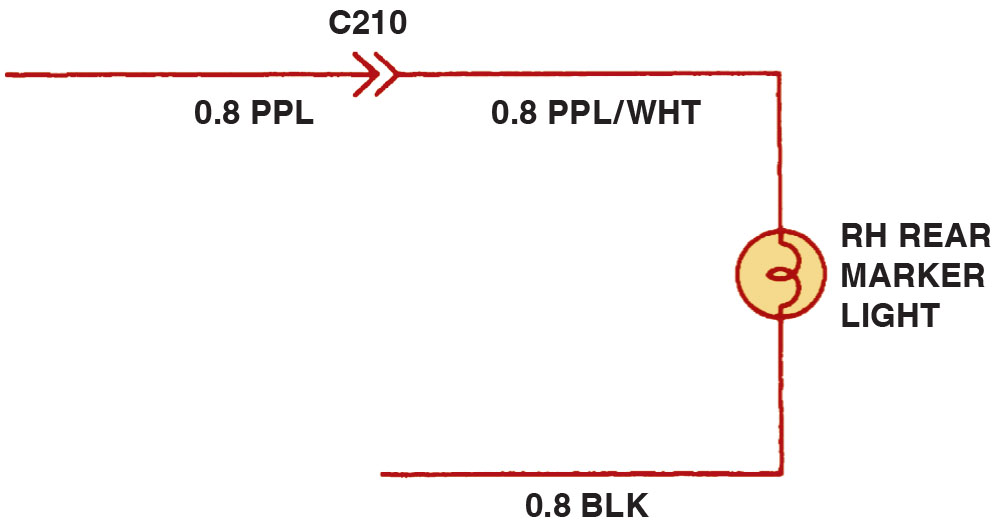 C210
0.8 PPL
0.8 PPL/WHT
RH REAR
MARKER
LIGHT
0.8 BLK